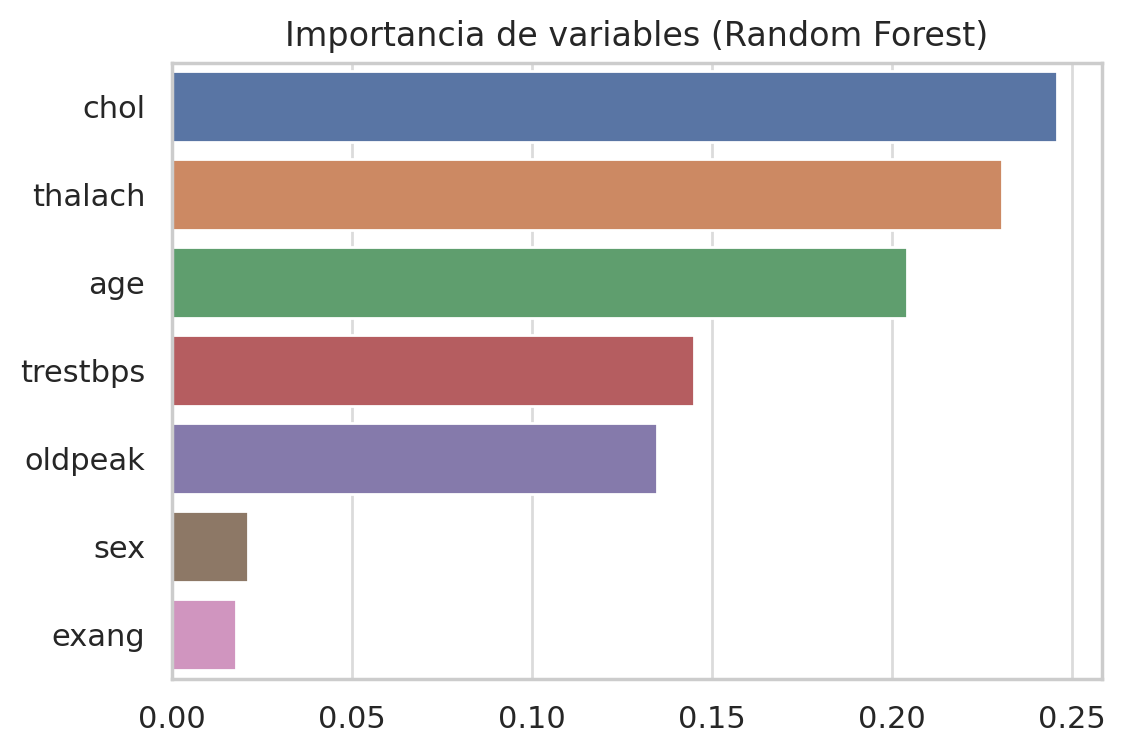 Importancia de variables (Random Forest)
chol
thalach
age
trestbps
oldpeak
sex
exang
0.00 0.05 0.10 0.15 0.20 0.25